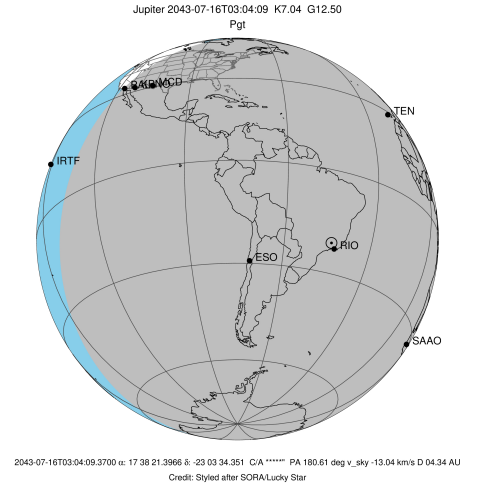 Jupiter 2043-07-16T03:04:09 K7.04 G12.50
Pgt
MCD
TEN
IRTF
RIO
ESO
SAAO
2043-07-16T03:04:09.3700 α: 17 38 21.3966 δ: -23 03 34.351 C/A *****" PA 180.61 deg v_sky -13.04 km/s D 04.34 AU
Credit: Styled after SORA/Lucky Star